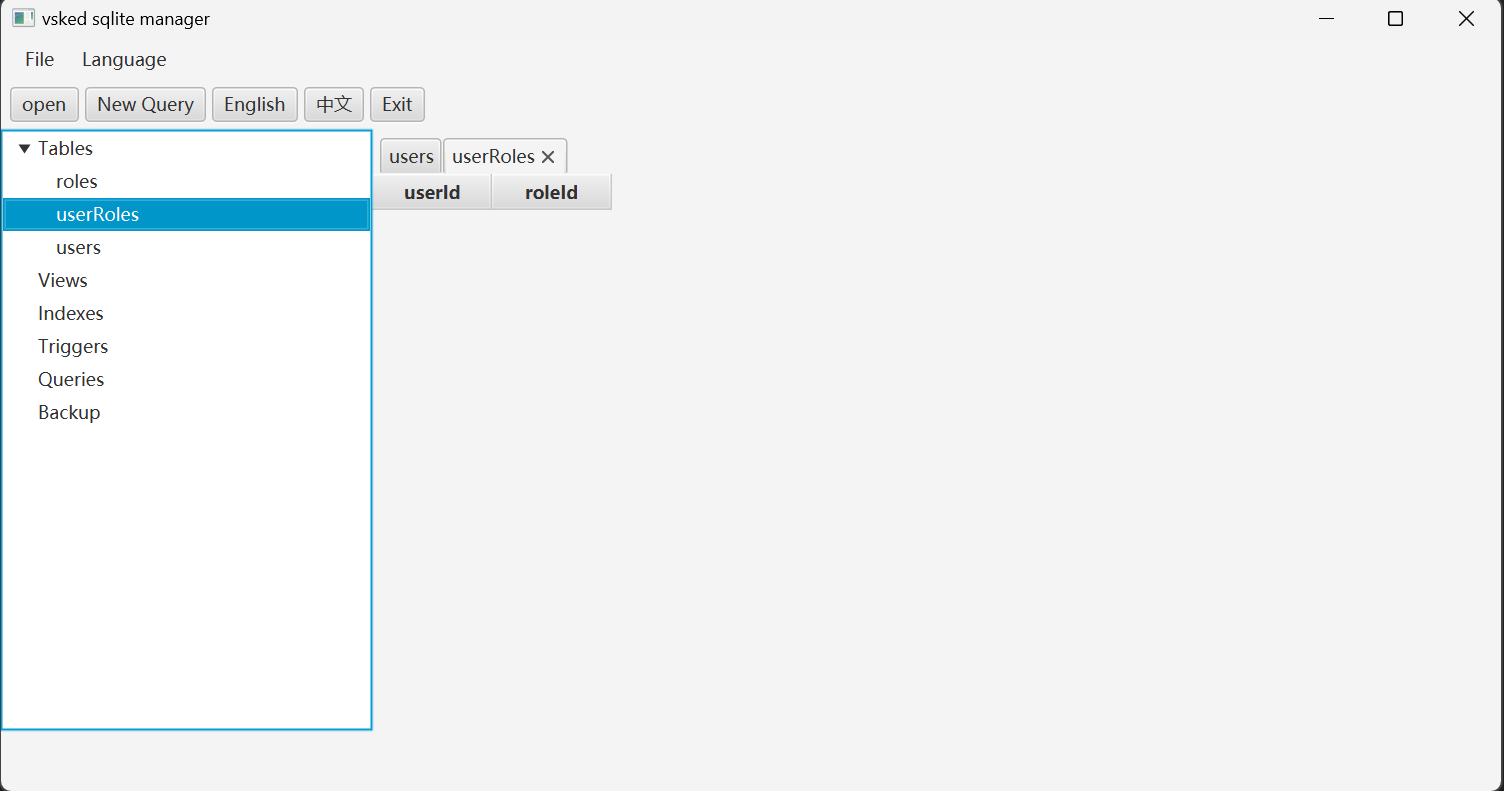 vsked sqlite manager
File Language
open New Query English 中文 Exit
Tables
roles
userRoles
users
Views
Indexes
Triggers
Queries
Backup
users userRoles
userId roleId